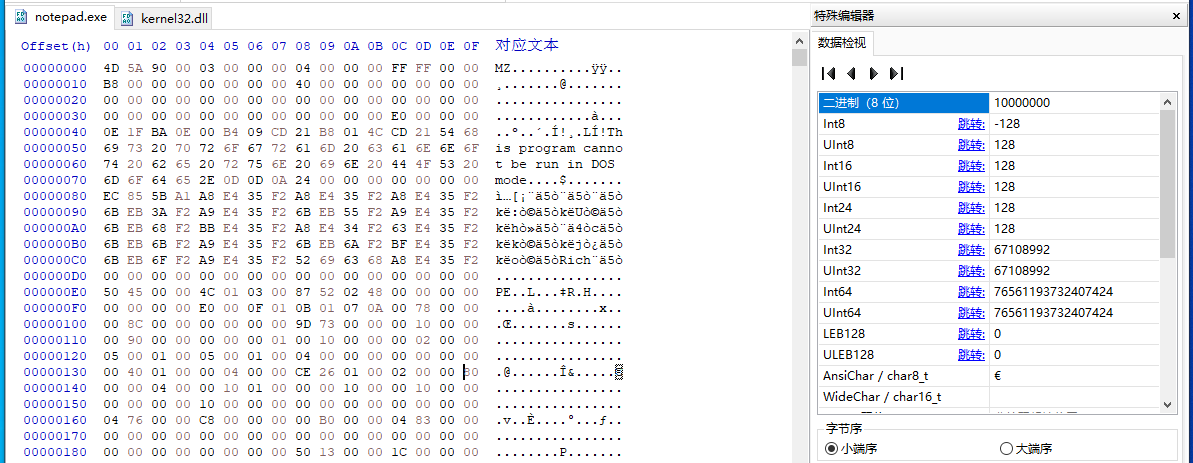 notepad.exe
kernel32.dll
Offset(h) 00 01 02 03 04 05 06 07 08 09 0A 0B 0C 0D 0E 0F 对应文本
00000000 4D 5A 90 00 03 00 00 00 04 00 00 00 FF FF 00 00 MZ..........ÿÿ..
00000010 B8 00 00 00 00 00 00 00 40 00 00 00 00 00 00 00 ¸.......@.......
00000020 00 00 00 00 00 00 00 00 00 00 00 00 00 00 00 00 ................
00000030 00 00 00 00 00 00 00 00 00 00 00 00 E0 00 00 00 ............à...
00000040 0E 1F BA 0E 00 B4 09 CD 21 B8 01 4C CD 21 54 68 ..º..´.Í!¸.LÍ!Th
00000050 69 73 20 70 72 6F 67 72 61 6D 20 63 61 6E 6E 6F is program canno
00000060 74 20 62 65 20 72 75 6E 20 69 6E 20 44 4F 53 20 t be run in DOS
00000070 6D 6F 64 65 2E 0D 0D 0A 24 00 00 00 00 00 00 00 mode....$.......
00000080 EC 85 5B A1 A8 E4 35 F2 A8 E4 35 F2 A8 E4 35 F2 ì…[¡¨ä5ò¨ä5ò¨ä5ò
00000090 6B EB 3A F2 A9 E4 35 F2 6B EB 55 F2 A9 E4 35 F2 kë:ò©ä5òkëUò©ä5ò
000000A0 6B EB 68 F2 BB E4 35 F2 A8 E4 34 F2 63 E4 35 F2 këhò»ä5ò¨ä4òcä5ò
000000B0 6B EB 6B F2 A9 E4 35 F2 6B EB 6A F2 BF E4 35 F2 këkò©ä5òkëjò¿ä5ò
000000C0 6B EB 6F F2 A9 E4 35 F2 52 69 63 68 A8 E4 35 F2 këoò©ä5òRich¨ä5ò
000000D0 00 00 00 00 00 00 00 00 00 00 00 00 00 00 00 00 ................
000000E0 50 45 00 00 4C 01 03 00 87 52 02 48 00 00 00 00 PE..L...‡R.H....
000000F0 00 00 00 00 E0 00 0F 01 0B 01 07 0A 00 78 00 00 ....à........x..
00000100 00 8C 00 00 00 00 00 00 9D 73 00 00 00 10 00 00 .Œ.......s......
00000110 00 90 00 00 00 00 00 01 00 10 00 00 00 02 00 00 ................
00000120 05 00 01 00 05 00 01 00 04 00 00 00 00 00 00 00 ................
00000130 00 40 01 00 00 04 00 00 CE 26 01 00 02 00 00 80 .@......Î&.....€
00000140 00 00 04 00 00 10 01 00 00 00 10 00 00 10 00 00 ................
00000150 00 00 00 00 10 00 00 00 00 00 00 00 00 00 00 00 ................
00000160 04 76 00 00 C8 00 00 00 00 B0 00 00 04 83 00 00 .v..È....°...ƒ..
00000170 00 00 00 00 00 00 00 00 00 00 00 00 00 00 00 00 ................
00000180 00 00 00 00 00 00 00 00 50 13 00 00 1C 00 00 00 ........P.......
特殊编辑器
数据检视
二进制（8 位） 10000000
Int8 跳转: -128
UInt8 跳转: 128
Int16 跳转: 128
UInt16 跳转: 128
Int24 跳转: 128
UInt24 跳转: 128
Int32 跳转: 67108992
UInt32 跳转: 67108992
Int64 跳转: 76561193732407424
UInt64 跳转: 76561193732407424
LEB128 跳转: 0
ULEB128 跳转: 0
AnsiChar / char8_t €
WideChar / char16_t
字节序
小端序 大端序